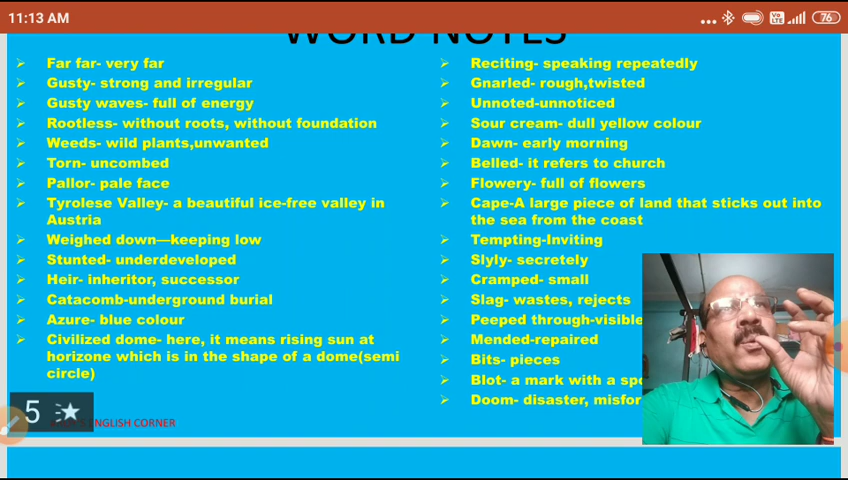 11:13 AM
Vo
LTE
76
WORD NOTES
Far far- very far
Gusty- strong and irregular
Gusty waves- full of energy
Rootless- without roots, without foundation
Weeds- wild plants,unwanted
Torn- uncombed
Pallor- pale face
Tyrolese Valley- a beautiful ice-free valley in
Austria
Weighed down—keeping low
Stunted- underdeveloped
Heir- inheritor, successor
Catacomb-underground burial
Azure- blue colour
Civilized dome- here, it means rising sun at
horizone which is in the shape of a dome(semi
circle)
Reciting- speaking repeatedly
Gnarled- rough,twisted
Unnoted-unnoticed
Sour cream- dull yellow colour
Dawn- early morning
Belled- it refers to church
Flowery- full of flowers
Cape-A large piece of land that sticks out into
the sea from the coast
Tempting-Inviting
Slyly- secretely
Cramped- small
Slag- wastes, rejects
Peeped through-visible
Mended-repaired
Bits- pieces
Blot- a mark with a
Doom- disaster,
5
ENGLISH CORNER